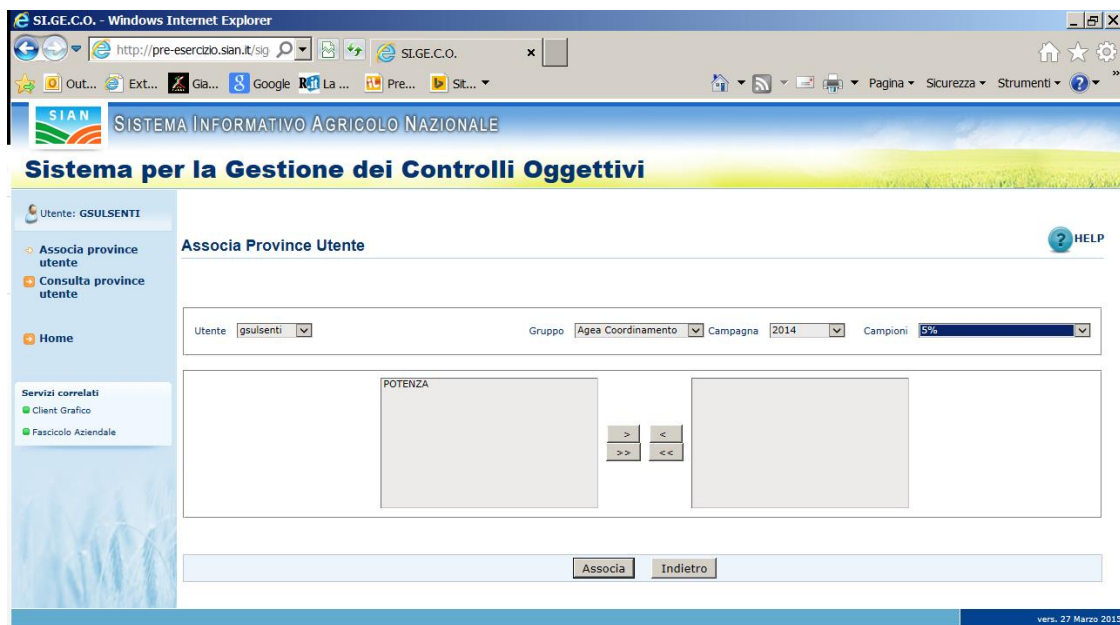 SI.GE.C.O. - Windows Internet Explorer
http://pre-esercizio.sian.it/sig
SI.GE.C.O.
Out... Ext... Gia... Google La ... Pre... Sit...
Pagina Sicurezza Strumenti
SIAN SISTEMA INFORMATIVO AGRICOLO NAZIONALE
Sistema per la Gestione dei Controlli Oggettivi
Utente: GSULSENTI
Associa province utente
Consulta province utente
Home
Servizi correlati
Client Grafico
Fascicolo Aziendale
Associa Province Utente
HELP
Utente gsulsenti Gruppo Agea Coordinamento Campagna 2014 Campioni 5%
POTENZA
> <
>> <<
Associa Indietro
vers. 27 Marzo 2015